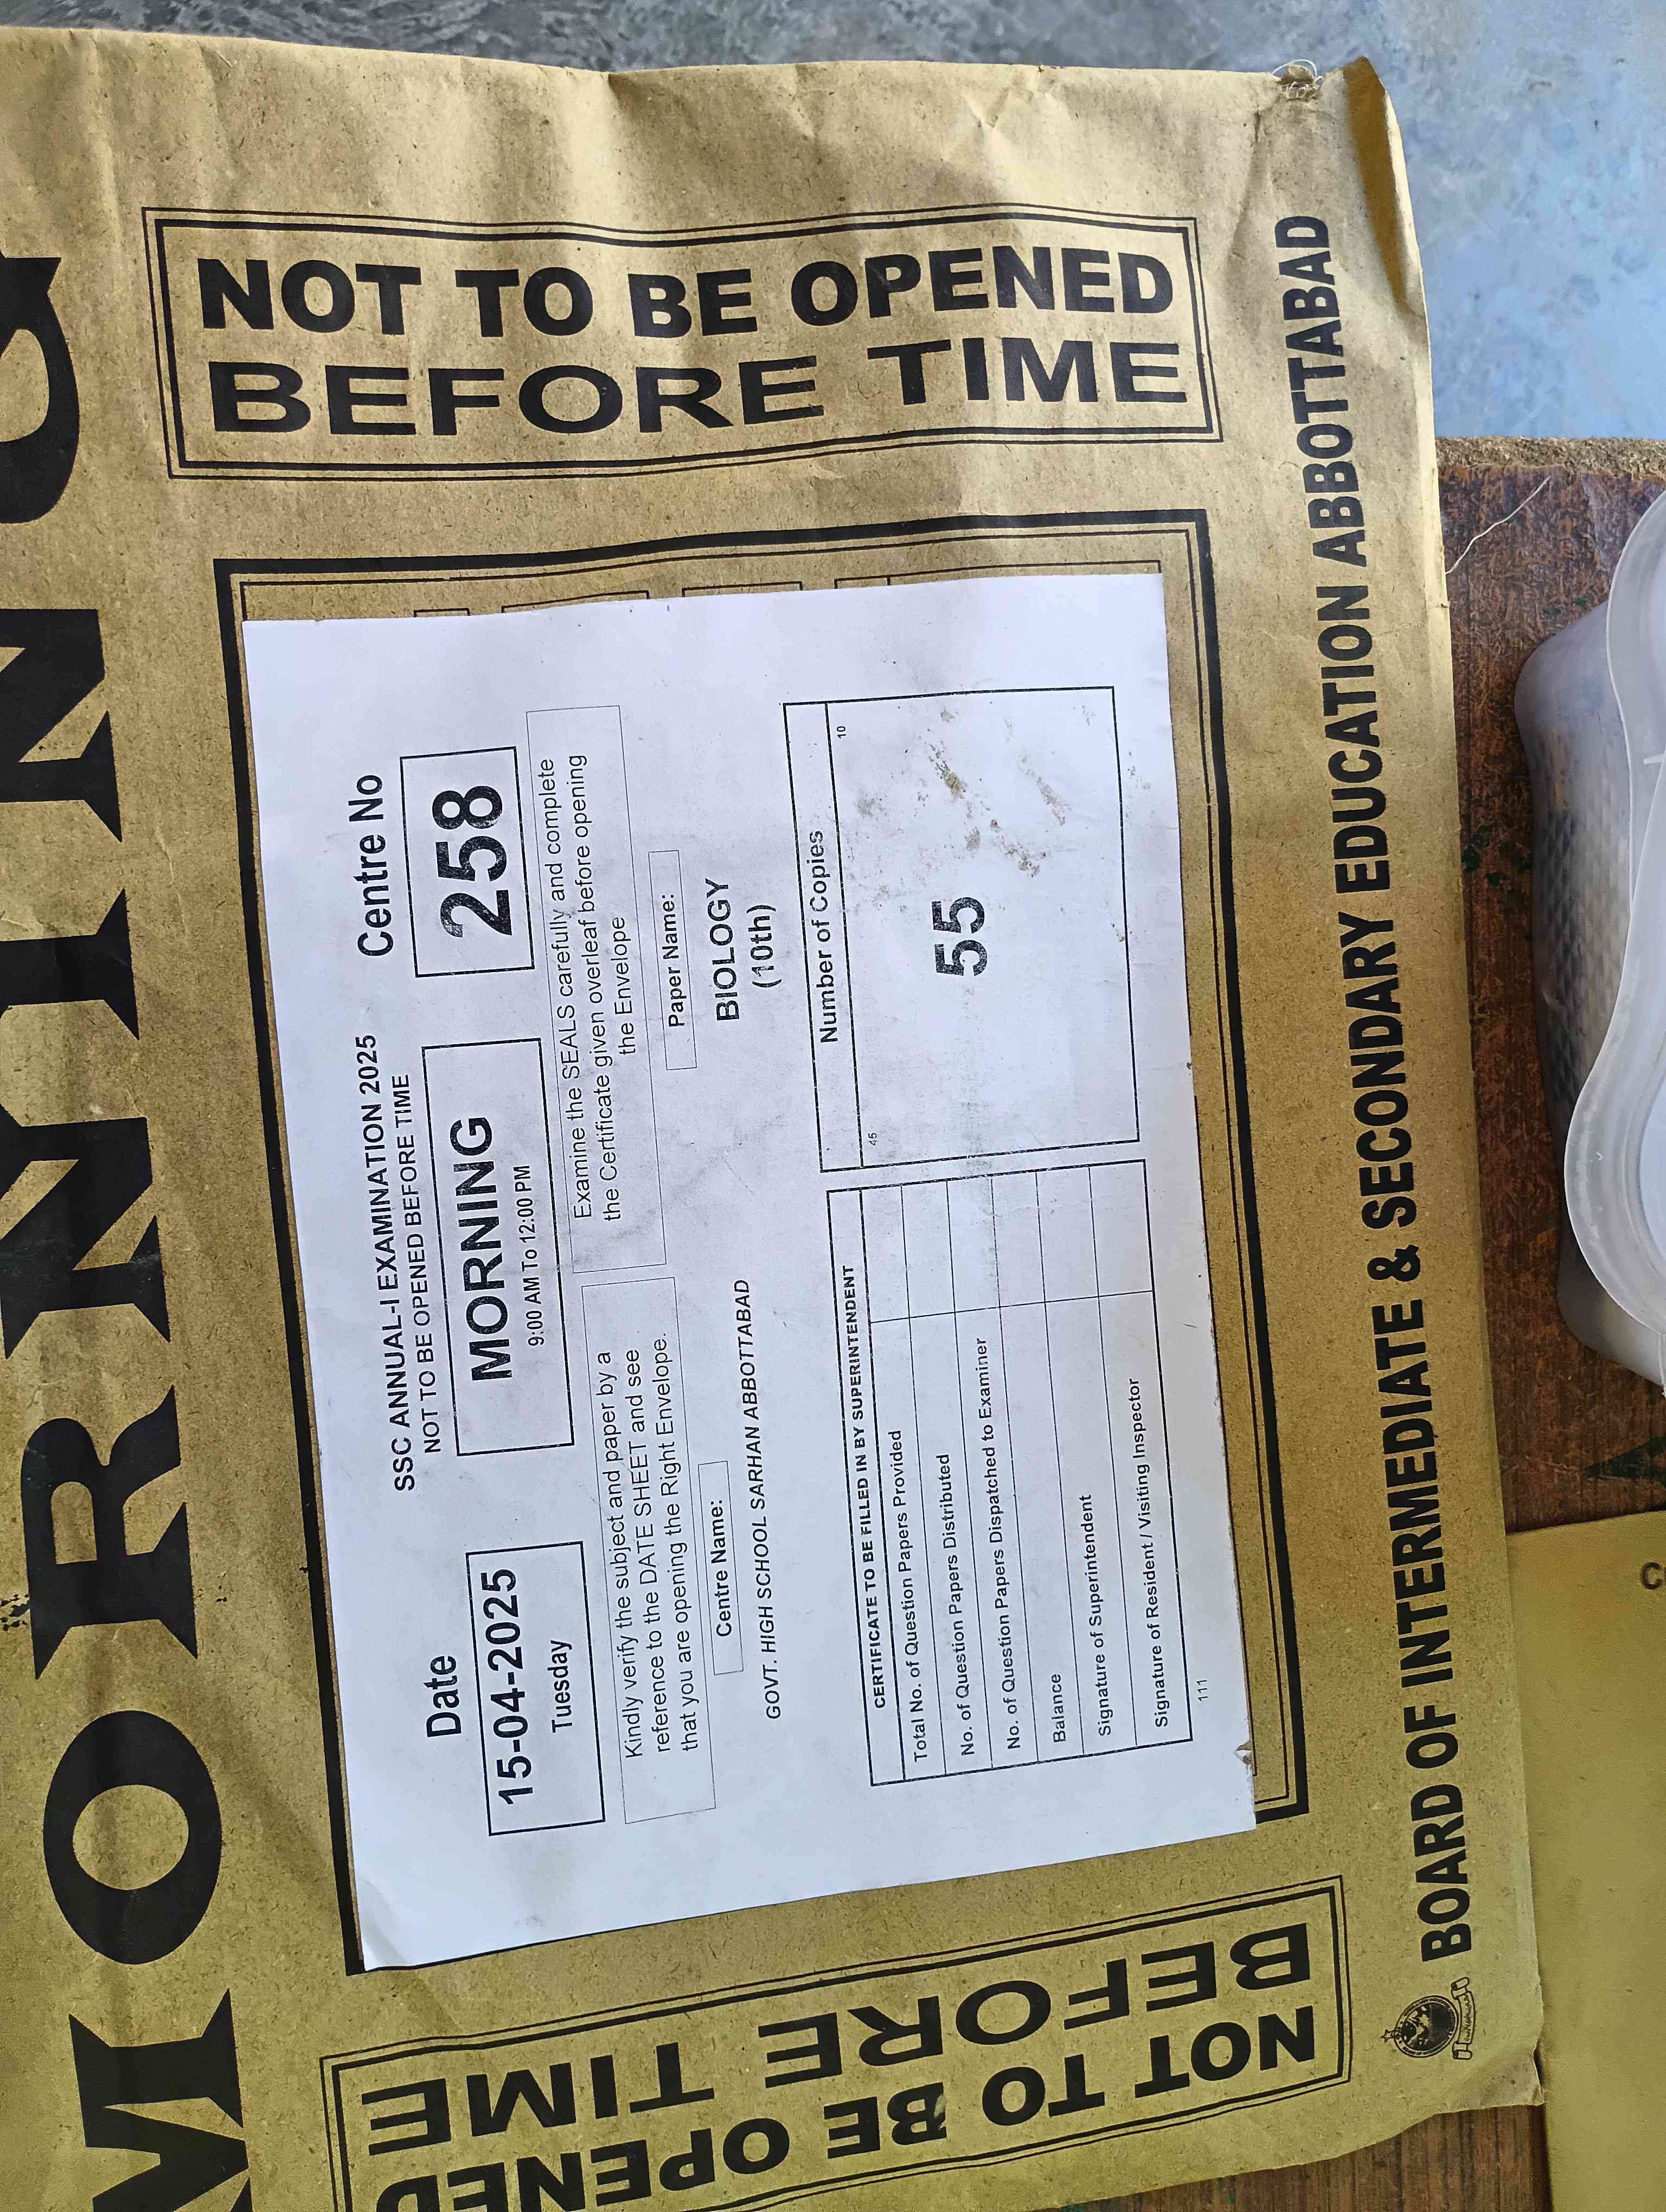 MORNING
NOT TO BE OPENED
BEFORE TIME
SSC ANNUAL-I EXAMINATION 2025
NOT TO BE OPENED BEFORE TIME
Date
15-04-2025
Tuesday
MORNING
9:00 AM To 12:00 PM
Centre No
258
Kindly verify the subject and paper by a
reference to the DATE SHEET and see
that you are opening the Right Envelope.
Examine the SEALS carefully and complete
the Certificate given overleaf before opening
the Envelope
Centre Name:
GOVT. HIGH SCHOOL SARHAN ABBOTTABAD
Paper Name:
BIOLOGY
(10th)
CERTIFICATE TO BE FILLED IN BY SUPERINTENDENT
Total No. of Question Papers Provided
No. of Question Papers Distributed
No. of Question Papers Dispatched to Examiner
Balance
Signature of Superintendent
Signature of Resident / Visiting Inspector
Number of Copies
45
10
55
111
NOT TO BE OPENED
BEFORE TIME
BOARD OF INTERMEDIATE & SECONDARY EDUCATION ABBOTTABAD